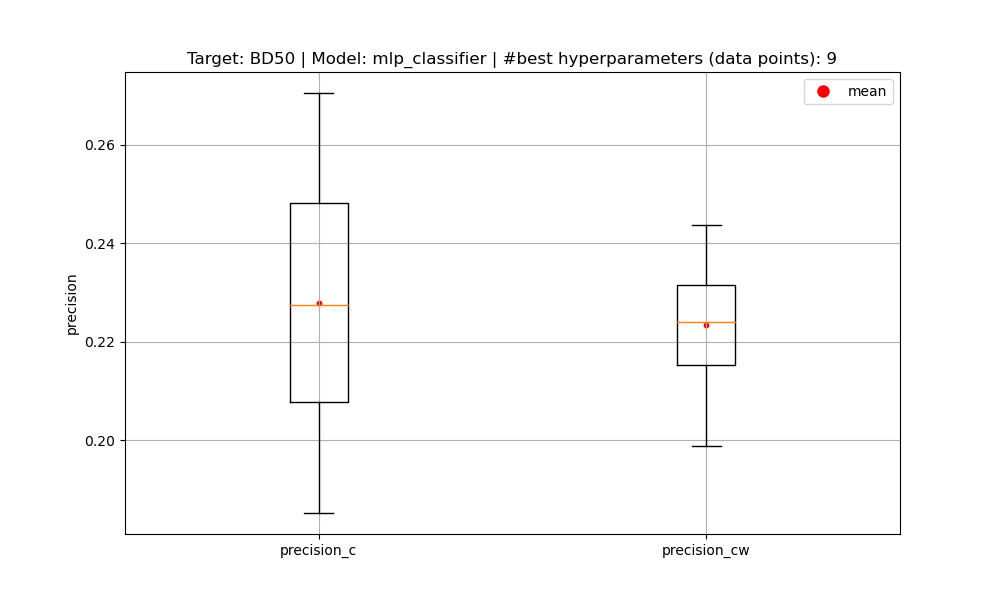 Target: BD50 | Model: mlp_classifier | #best hyperparameters (data points): 9
mean
0.26
0.24
0.22
0.20
precision
precision_c
precision_cw